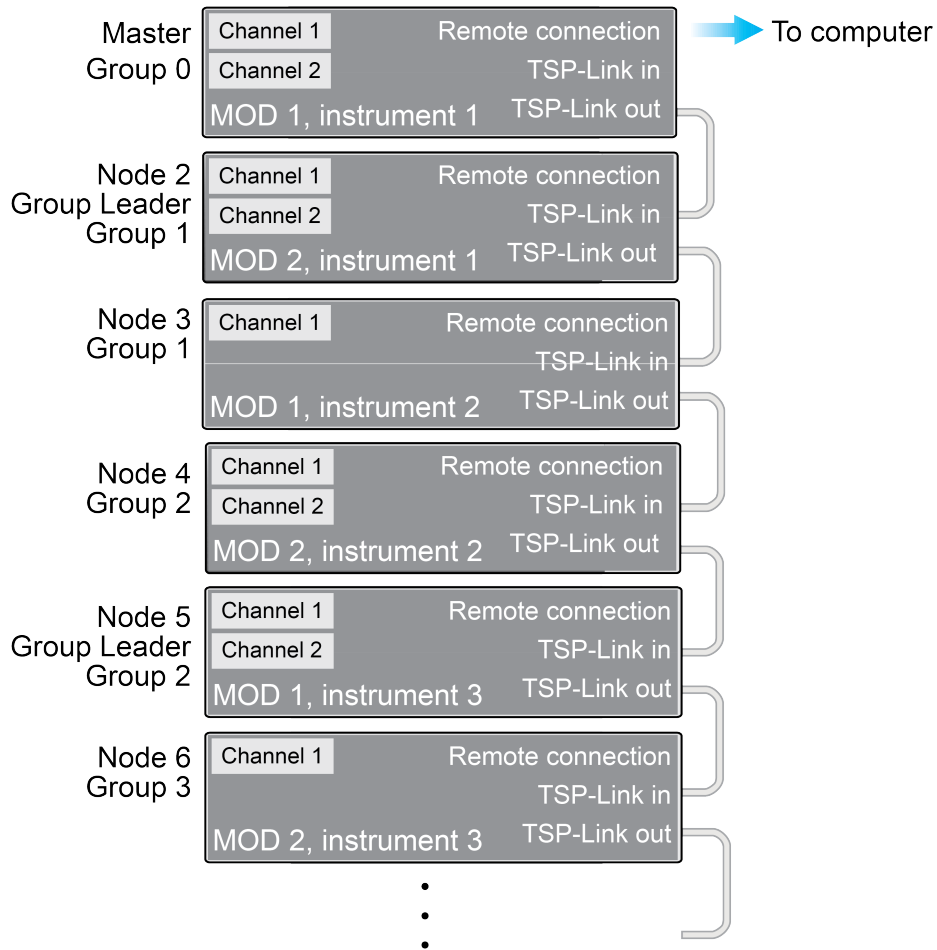 Master
Group 0
Channel 1
Channel 2
MOD 1, instrument 1
Remote connection
TSP-Link in
TSP-Link out
To computer
Node 2
Group Leader
Group 1
Channel 1
Channel 2
MOD 2, instrument 1
Remote connection
TSP-Link in
TSP-Link out
Node 3
Group 1
Channel 1
MOD 1, instrument 2
Remote connection
TSP-Link in
TSP-Link out
Node 4
Group 2
Channel 1
Channel 2
MOD 2, instrument 2
Remote connection
TSP-Link in
TSP-Link out
Node 5
Group Leader
Group 2
Channel 1
Channel 2
MOD 1, instrument 3
Remote connection
TSP-Link in
TSP-Link out
Node 6
Group 3
Channel 1
MOD 2, instrument 3
Remote connection
TSP-Link in
TSP-Link out